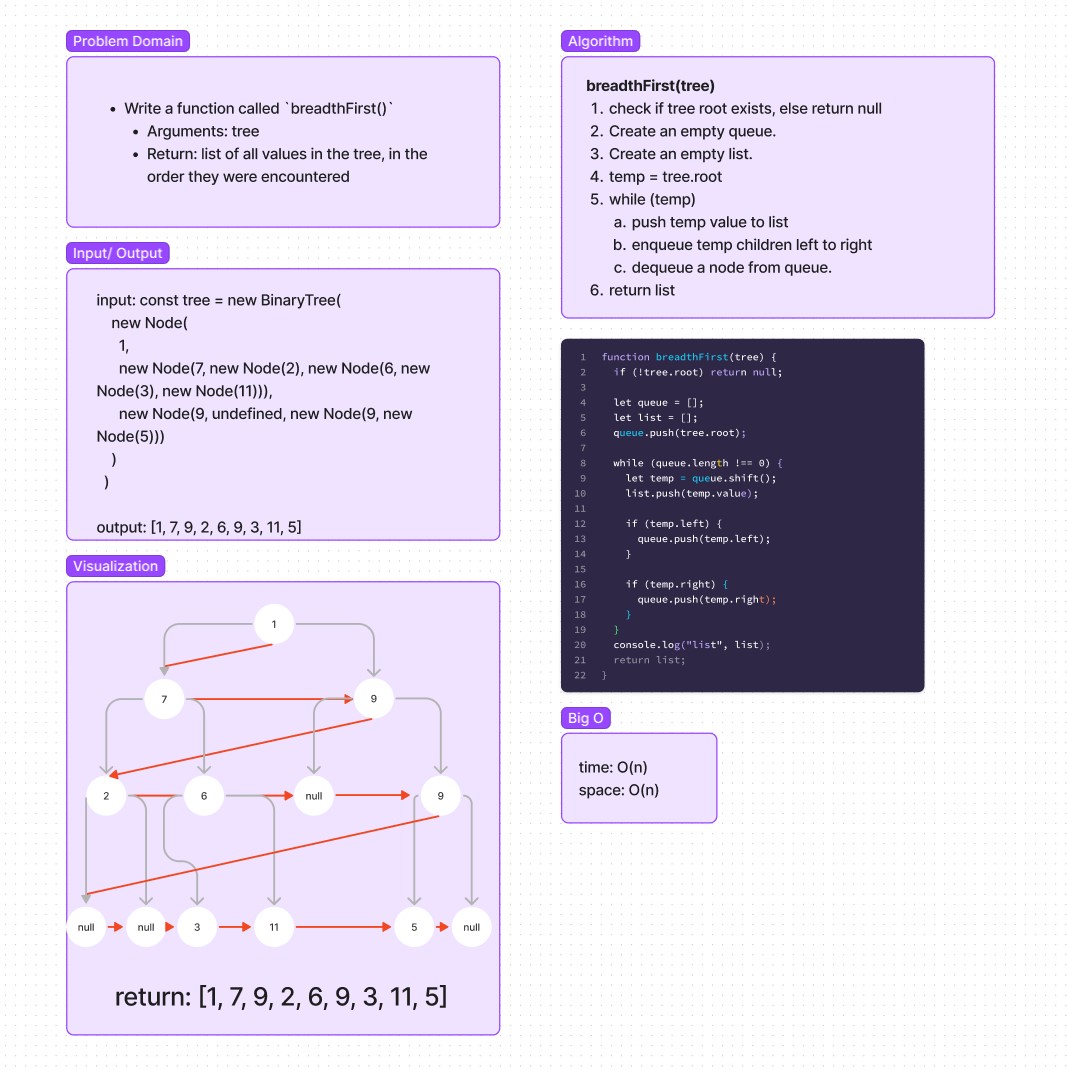 Problem Domain
• Write a function called `breadthFirst()`
• Arguments: tree
• Return: list of all values in the tree, in the
order they were encountered
Input/ Output
input: const tree = new BinaryTree(
new Node(
1,
new Node(7, new Node(2), new Node(6, new
Node(3), new Node(11))),
new Node(9, undefined, new Node(9, new
Node(5)))
)
)
output: [1, 7, 9, 2, 6, 9, 3, 11, 5]
Visualization
1
7 9
2 6 null 9
null null 3 11 5 null
return: [1, 7, 9, 2, 6, 9, 3, 11, 5]
Algorithm
breadthFirst(tree)
1. check if tree root exists, else return null
2. Create an empty queue.
3. Create an empty list.
4. temp = tree.root
5. while (temp)
a. push temp value to list
b. enqueue temp children left to right
c. dequeue a node from queue.
6. return list
1 function breadthFirst(tree) {
2 if (!tree.root) return null;
3
4 let queue = [];
5 let list = [];
6 queue.push(tree.root);
7
8 while (queue.length !== 0) {
9 let temp = queue.shift();
10 list.push(temp.value);
11
12 if (temp.left) {
13 queue.push(temp.left);
14 }
15
16 if (temp.right) {
17 queue.push(temp.right);
18 }
19 }
20 console.log("list", list);
21 return list;
22 }
Big O
time: O(n)
space: O(n)